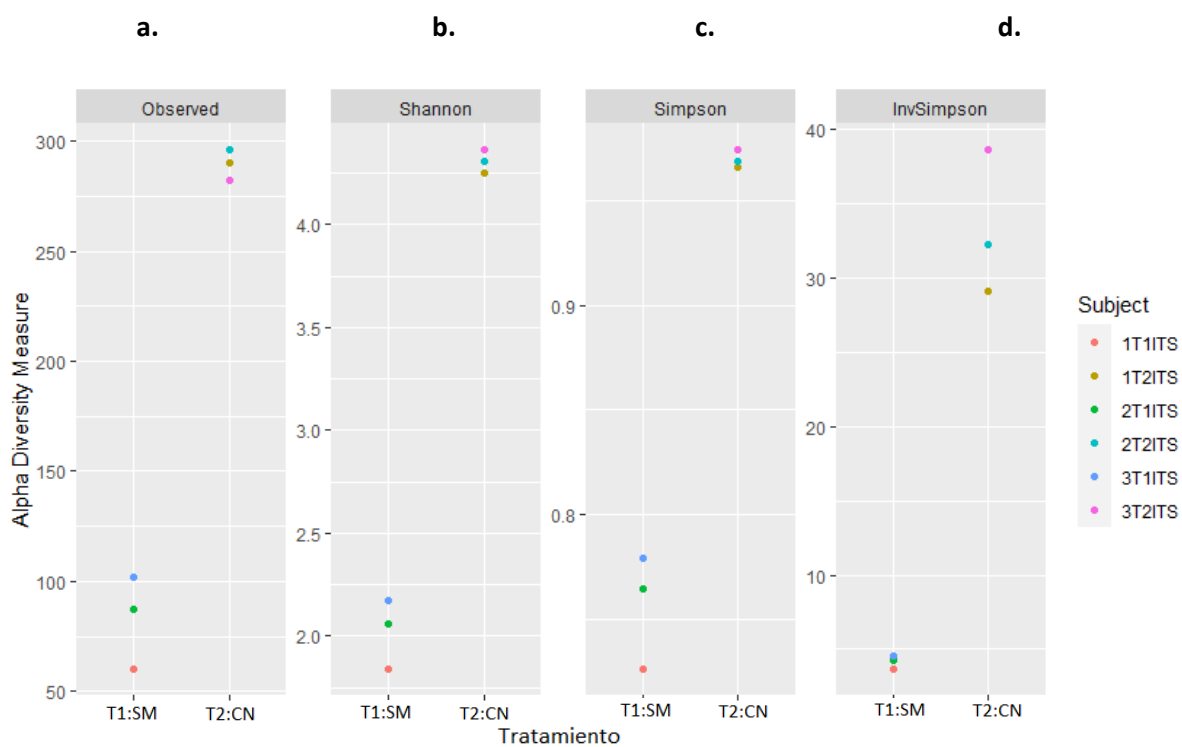 a.
b.
c.
d.
Observed
Shannon
Simpson
InvSimpson
Alpha Diversity Measure
300
250
200
150
100
50
4.0
3.5
3.0
2.5
2.0
0.9
0.8
40
30
20
10
T1:SM T2:CN
T1:SM T2:CN
T1:SM T2:CN
T1:SM T2:CN
Tratamiento
Subject
1T1ITS
1T2ITS
2T1ITS
2T2ITS
3T1ITS
3T2ITS